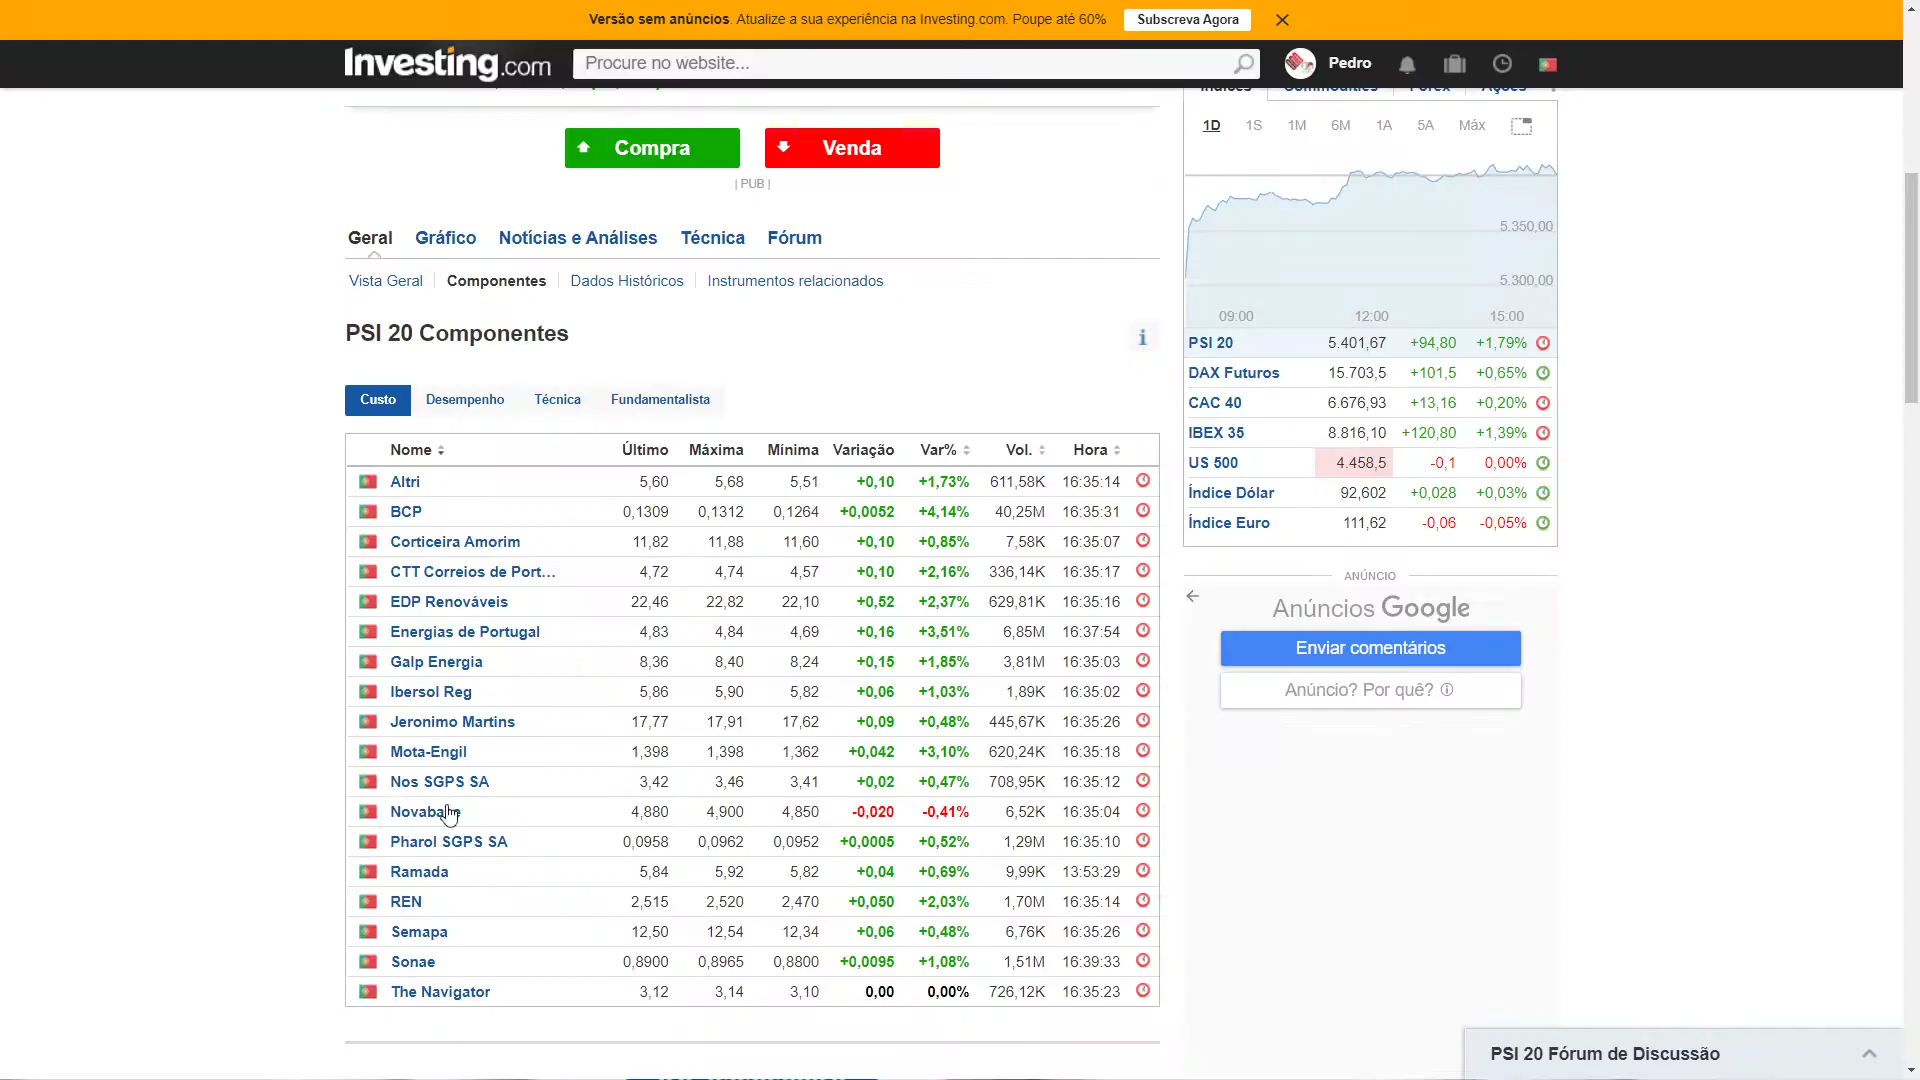 Versão sem anúncios. Atualize a sua experiência na Investing.com. Poupe até 60% Subscreva Agora
Investing.com Procure no website... Pedro
Índices Commodities Forex Ações
Compra Venda
| PUB |
1D 1S 1M 6M 1A 5A Máx
5.350,00
5.300,00
09:00 12:00 15:00
Geral Gráfico Notícias e Análises Técnica Fórum
Vista Geral Componentes Dados Históricos Instrumentos relacionados
PSI 20 Componentes
Custo Desempenho Técnica Fundamentalista
Nome Último Máxima Mínima Variação Var% Vol. Hora
Altri 5,60 5,68 5,51 +0,10 +1,73% 611,58K 16:35:14
BCP 0,1309 0,1312 0,1264 +0,0052 +4,14% 40,25M 16:35:31
Corticeira Amorim 11,82 11,88 11,60 +0,10 +0,85% 7,58K 16:35:07
CTT Correios de Port... 4,72 4,74 4,57 +0,10 +2,16% 336,14K 16:35:17
EDP Renováveis 22,46 22,82 22,10 +0,52 +2,37% 629,81K 16:35:16
Energias de Portugal 4,83 4,84 4,69 +0,16 +3,51% 6,85M 16:37:54
Galp Energia 8,36 8,40 8,24 +0,15 +1,85% 3,81M 16:35:03
Ibersol Reg 5,86 5,90 5,82 +0,06 +1,03% 1,89K 16:35:02
Jeronimo Martins 17,77 17,91 17,62 +0,09 +0,48% 445,67K 16:35:26
Mota-Engil 1,398 1,398 1,362 +0,042 +3,10% 620,24K 16:35:18
Nos SGPS SA 3,42 3,46 3,41 +0,02 +0,47% 708,95K 16:35:12
4,880 4,900 4,850 -0,020 -0,41% 6,52K 16:35:04
Pharol SGPS SA 0,0958 0,0962 0,0952 +0,0005 +0,52% 1,29M 16:35:10
Ramada 5,84 5,92 5,82 +0,04 +0,69% 9,99K 13:53:29
REN 2,515 2,520 2,470 +0,050 +2,03% 1,70M 16:35:14
Semapa 12,50 12,54 12,34 +0,06 +0,48% 6,76K 16:35:26
Sonae 0,8900 0,8965 0,8800 +0,0095 +1,08% 1,51M 16:39:33
The Navigator 3,12 3,14 3,10 0,00 0,00% 726,12K 16:35:23
PSI 20 5.401,67 +94,80 +1,79%
DAX Futuros 15.703,5 +101,5 +0,65%
CAC 40 6.676,93 +13,16 +0,20%
IBEX 35 8.816,10 +120,80 +1,39%
US 500 4.458,5 -0,1 0,00%
Índice Dólar 92,602 +0,028 +0,03%
Índice Euro 111,62 -0,06 -0,05%
ANÚNCIO
Anúncios Google
Enviar comentários
Anúncio? Por quê?
PSI 20 Fórum de Discussão